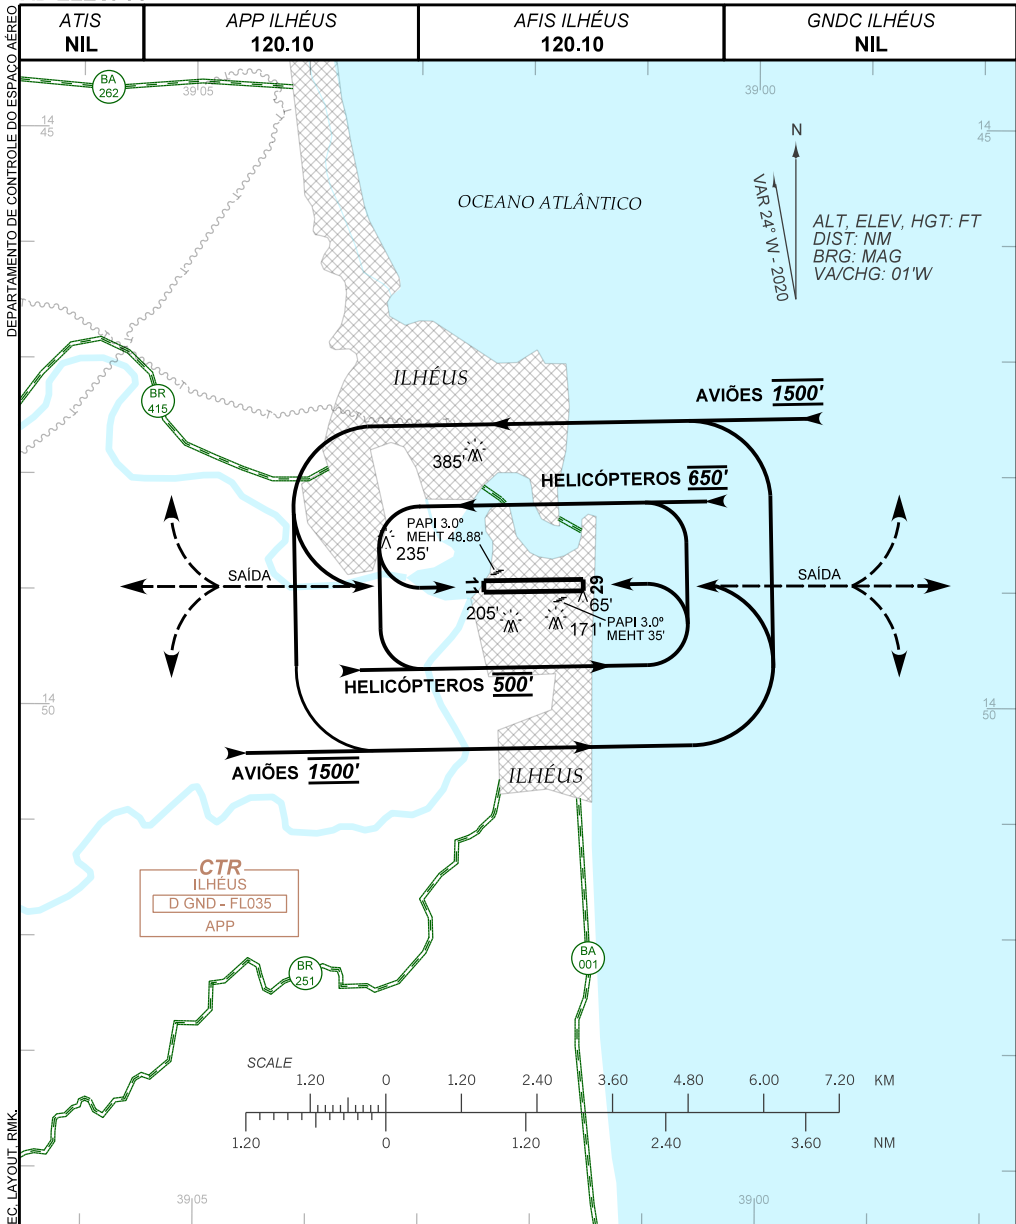 ATIS
NIL
APP ILHÉUS
120.10
AFIS ILHÉUS
120.10
GNDC ILHÉUS
NIL
DEPARTAMENTO DE CONTROLE DO ESPAÇO AÉREO
BA
262
39 05
39 00
14
45
14
45
N
VAR 24° W - 2020
OCEANO ATLÂNTICO
ALT, ELEV, HGT: FT
DIST: NM
BRG: MAG
VA/CHG: 01'W
ILHÉUS
BR
415
AVIÕES 1500'
385'
HELICÓPTEROS 650'
PAPI 3.0º
MEHT 48.88'
235'
SAÍDA
11
29
SAÍDA
205'
65'
171'
PAPI 3.0º
MEHT 35'
HELICÓPTEROS 500'
14
50
14
50
AVIÕES 1500'
ILHÉUS
CTR
ILHÉUS
D GND - FL035
APP
BR
251
BA
001
SCALE
1.20 0 1.20 2.40 3.60 4.80 6.00 7.20 KM
1.20 0 1.20 2.40 3.60 NM
39 05
39 00
EC, LAYOUT, RMK.